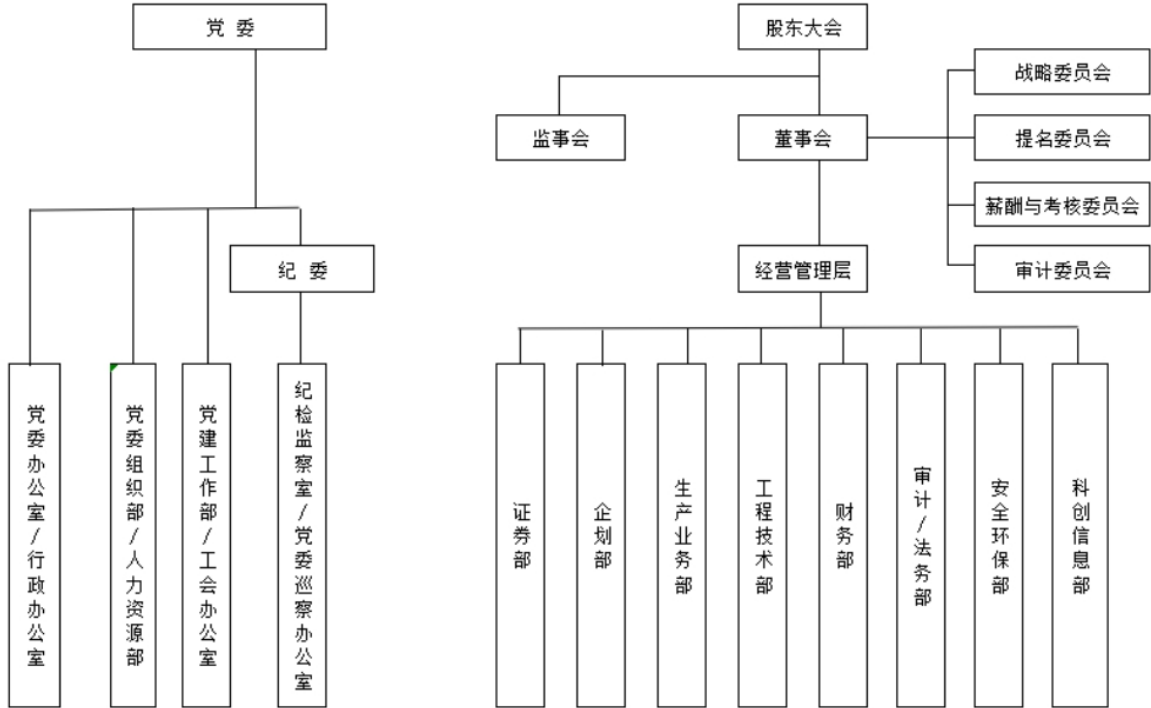 党 委
股东大会
战略委员会
监事会
董事会
提名委员会
薪酬与考核委员会
纪 委
经营管理层
审计委员会
党委办公室/行政办公室
党委组织部/人力资源部
党建工作部/工会办公室
纪检监察室/党委巡察办公室
证券部
企划部
生产业务部
工程技术部
财务部
审计/法务部
安全环保部
科创信息部